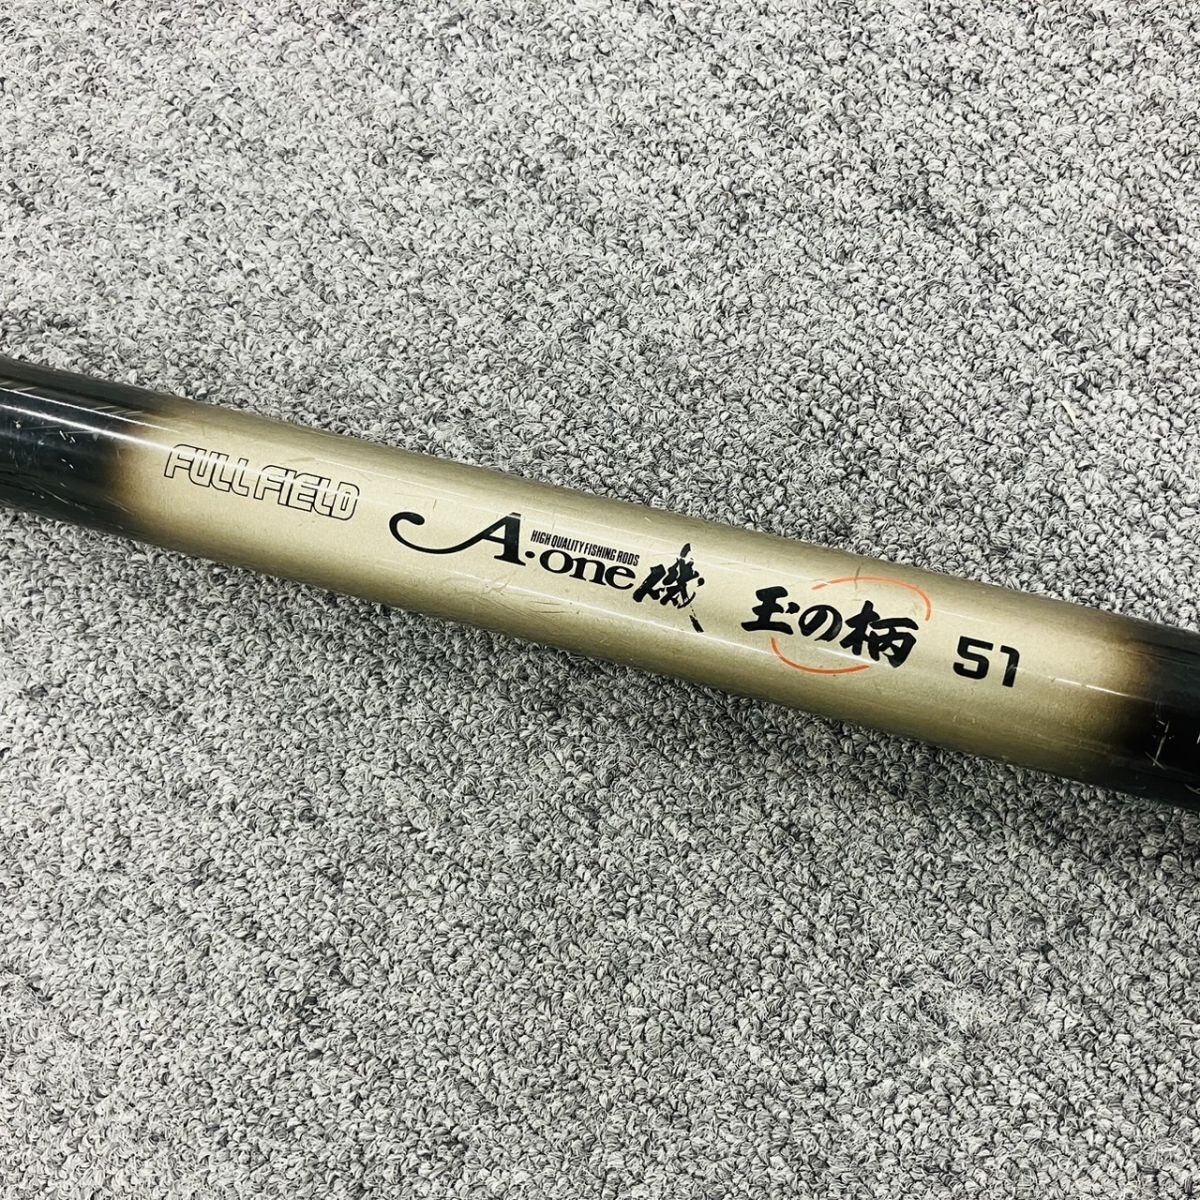 FULL FIELD
A·one
HIGH QUALITY FISHING RODS
磯 玉の柄 51